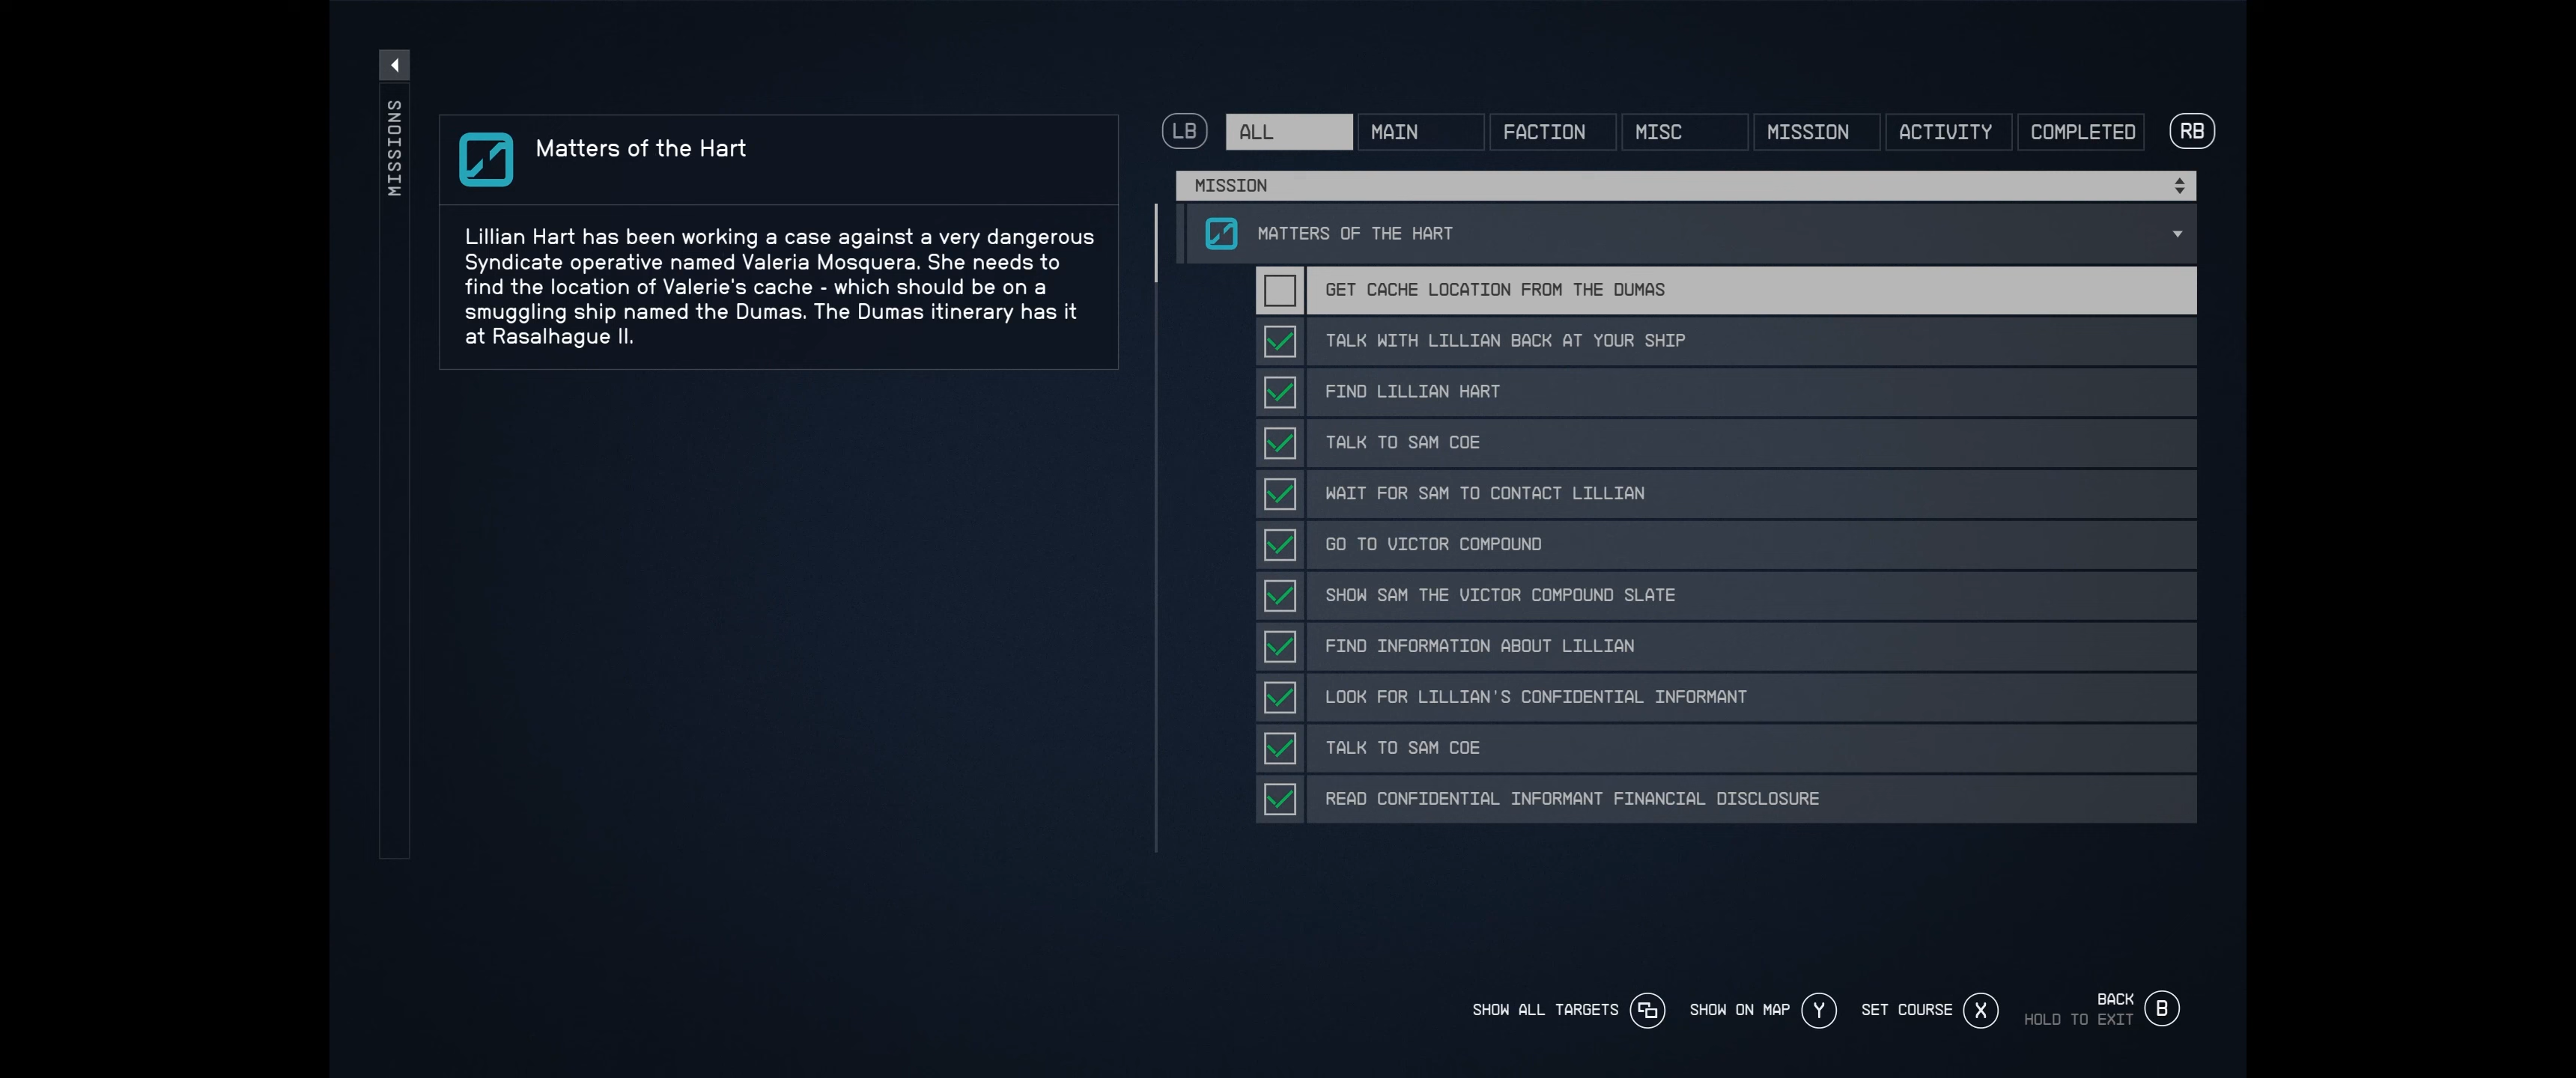 MISSIONS
Matters of the Hart
Lillian Hart has been working a case against a very dangerous
Syndicate operative named Valeria Mosquera. She needs to
find the location of Valerie's cache - which should be on a
smuggling ship named the Dumas. The Dumas itinerary has it
at Rasalhague II.
LB ALL MAIN FACTION MISC MISSION ACTIVITY COMPLETED RB
MISSION
MATTERS OF THE HART
GET CACHE LOCATION FROM THE DUMAS
TALK WITH LILLIAN BACK AT YOUR SHIP
FIND LILLIAN HART
TALK TO SAM COE
WAIT FOR SAM TO CONTACT LILLIAN
GO TO VICTOR COMPOUND
SHOW SAM THE VICTOR COMPOUND SLATE
FIND INFORMATION ABOUT LILLIAN
LOOK FOR LILLIAN'S CONFIDENTIAL INFORMANT
TALK TO SAM COE
READ CONFIDENTIAL INFORMANT FINANCIAL DISCLOSURE
SHOW ALL TARGETS SHOW ON MAP Y SET COURSE X BACK B
HOLD TO EXIT